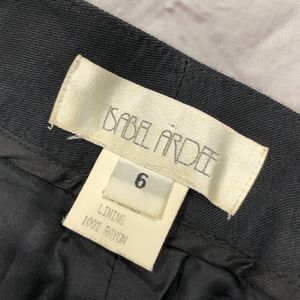 ISABEL ARDEE
6
LINING
100% RAYON